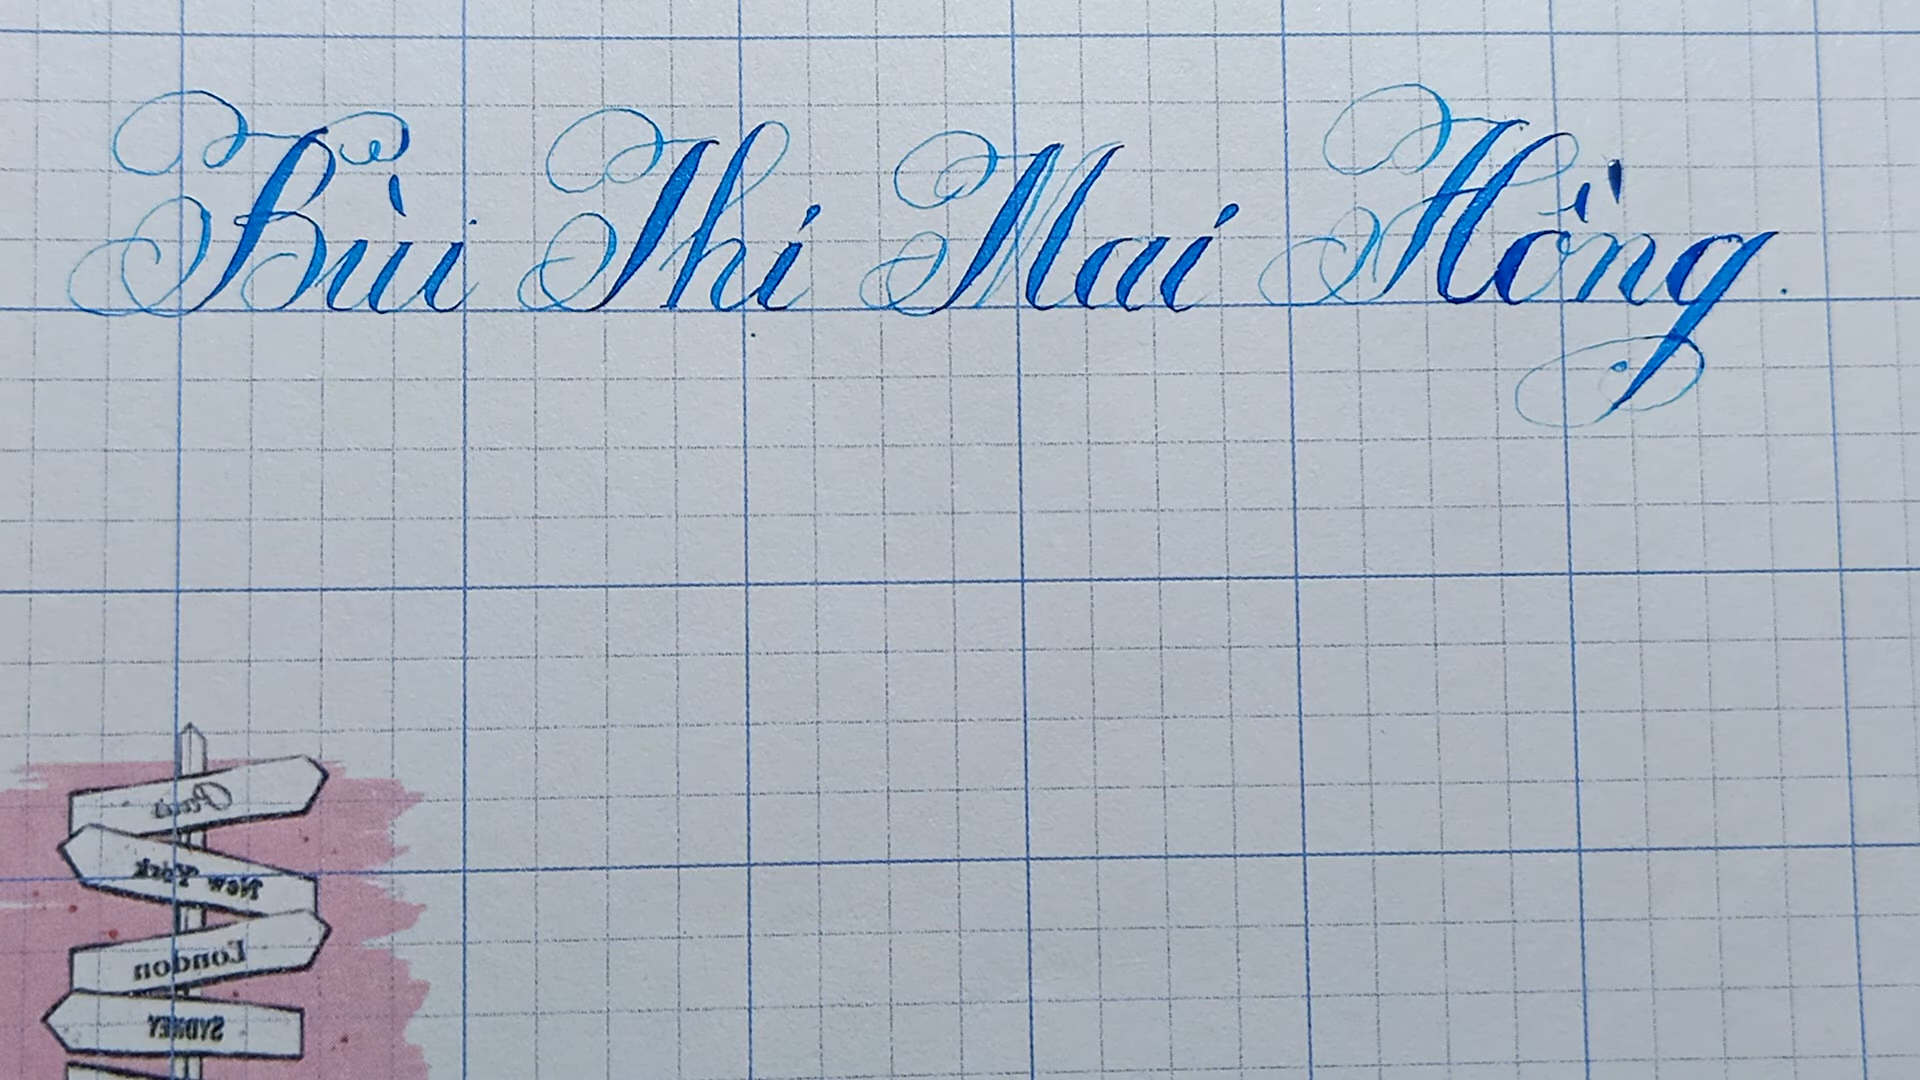 Bùi Thị Mai Hồng.
Paris
New York
London
SYDNEY